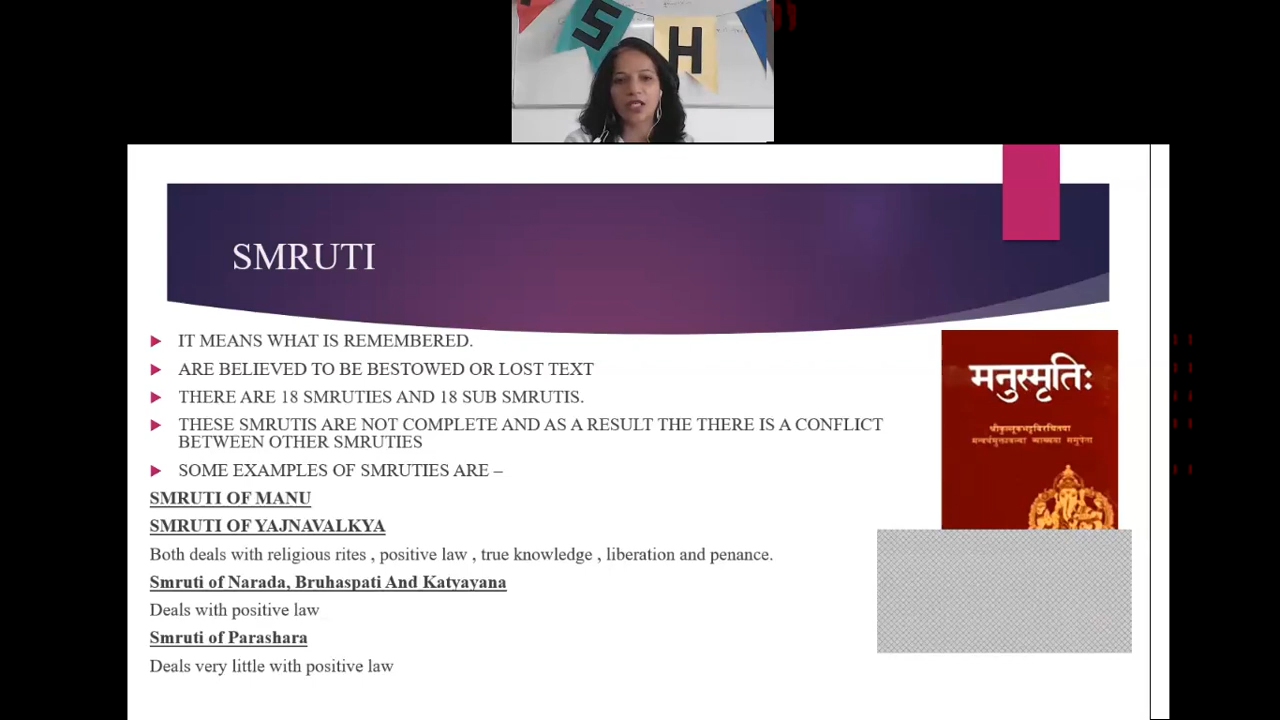 S H
SMRUTI
IT MEANS WHAT IS REMEMBERED.
ARE BELIEVED TO BE BESTOWED OR LOST TEXT
THERE ARE 18 SMRUTIES AND 18 SUB SMRUTIS.
THESE SMRUTIS ARE NOT COMPLETE AND AS A RESULT THE THERE IS A CONFLICT
BETWEEN OTHER SMRUTIES
SOME EXAMPLES OF SMRUTIES ARE –
SMRUTI OF MANU
SMRUTI OF YAJNAVALKYA
Both deals with religious rites , positive law , true knowledge , liberation and penance.
Smruti of Narada, Bruhaspati And Katyayana
Deals with positive law
Smruti of Parashara
Deals very little with positive law
मनुस्मृतिः